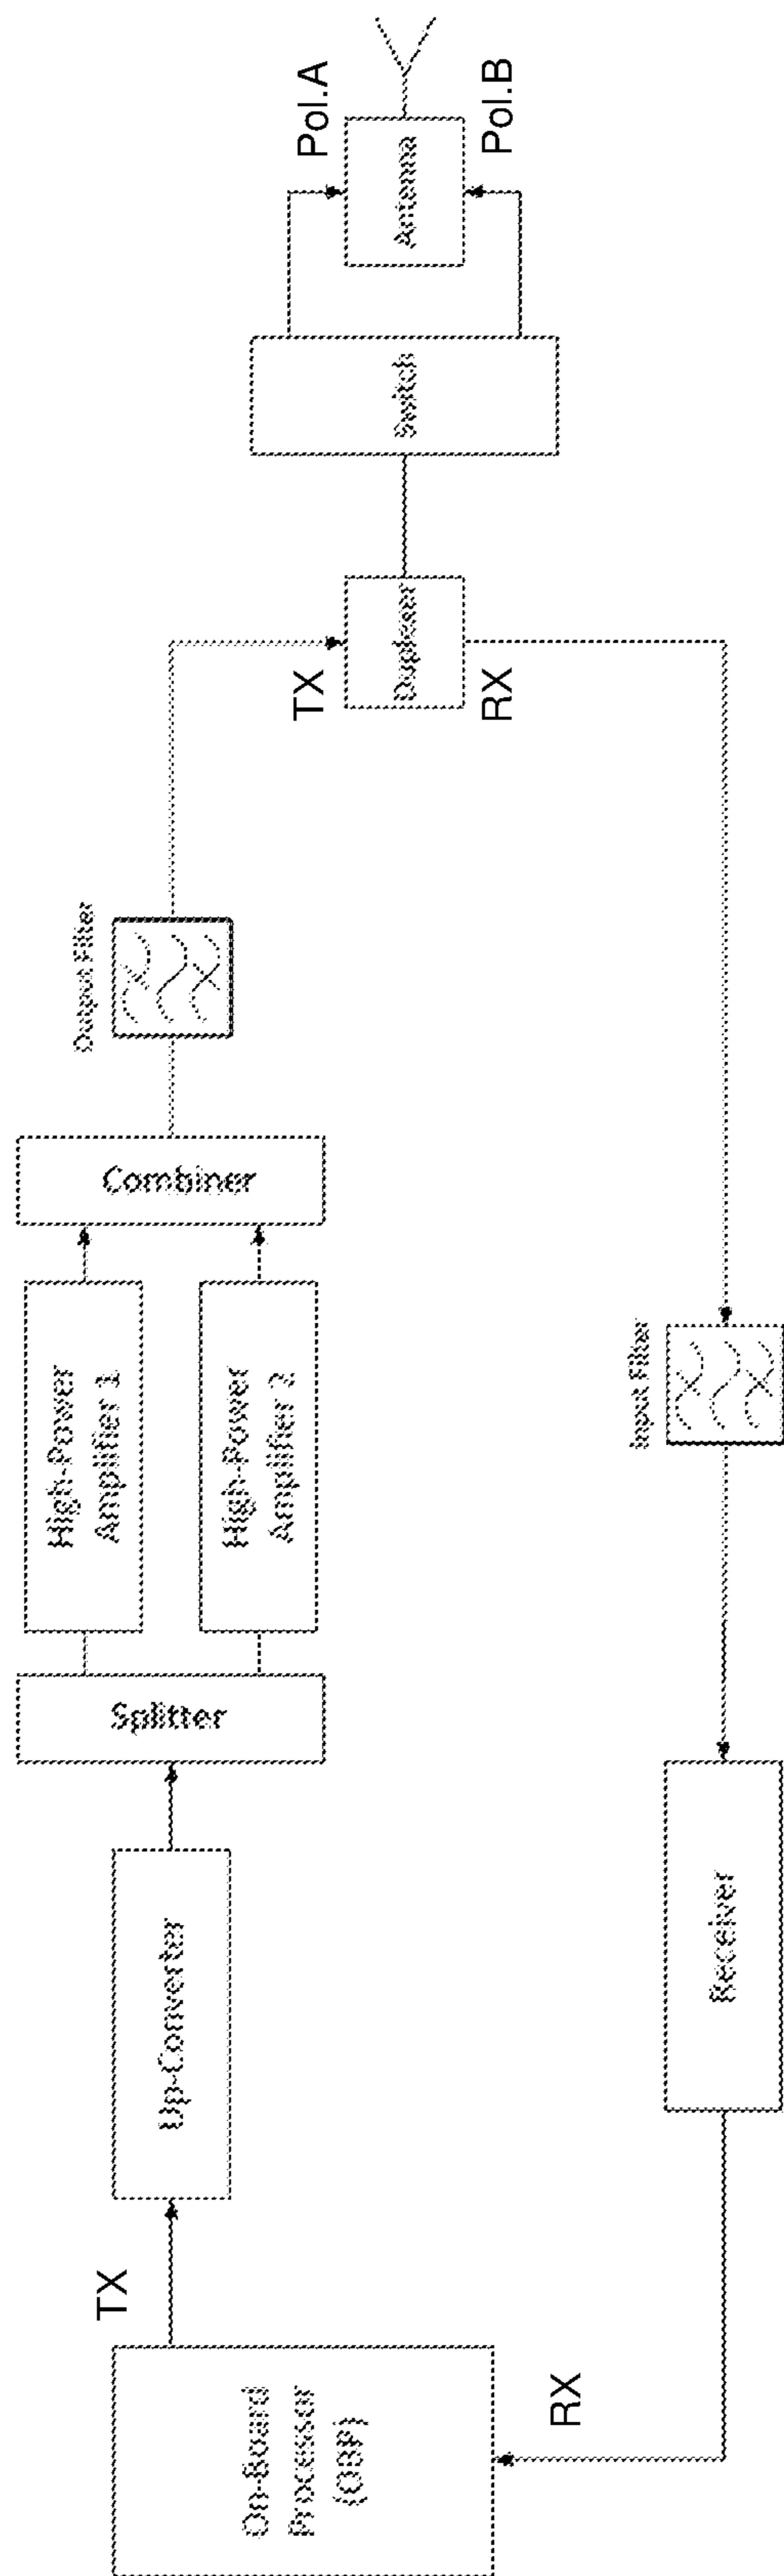 On-Board
Processor
(OBP)
TX
RX
Up-Converter
Splitter
High-Power
Amplifier 1
High-Power
Amplifier 2
Combiner
Output Filter
TX
RX
Duplexer
Switch
Pol.A
Pol.B
Antenna
Input Filter
Receiver